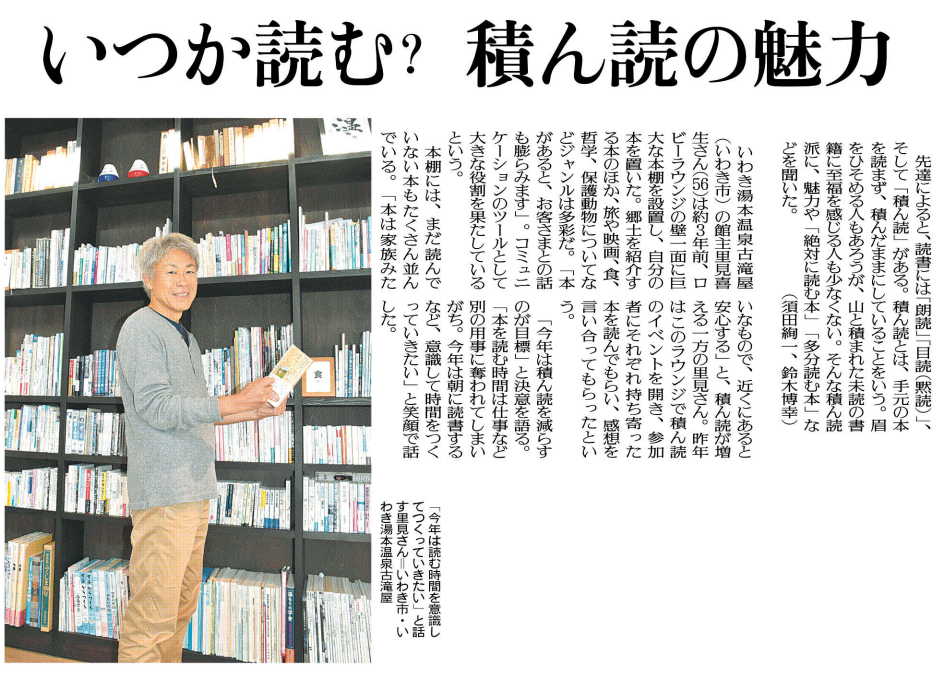 いつか読む? 積ん読の魅力
先達によると、読書には「朗読」「目読(黙読)」、
そして「積ん読」がある。積ん読とは、手元の本
を読まず、積んだままにしていることをいう。眉
をひそめる人もあろうが、山と積まれた未読の書
籍に至福を感じる人も少なくない。そんな積ん読
派に、魅力や「絶対に読む本」「多分読む本」な
どを聞いた。 (須田絢一、鈴木博幸)
いわき湯本温泉古滝屋
(いわき市)の館主里見喜
生さん(56)は約3年前、ロ
ビーラウンジの壁一面に巨
大な本棚を設置し、自分の
本を置いた。郷土を紹介す
る本のほか、旅や映画、食、
哲学、保護動物についてな
どジャンルは多彩だ。「本
があると、お客さまとの話
も膨らみます」。コミュニ
ケーションのツールとして
大きな役割を果たしている
という。
本棚には、まだ読んで
いない本もたくさん並ん
でいる。「本は家族みた
いなもので、近くにあると
安心する」と、積ん読が増
える一方の里見さん。昨年
はこのラウンジで積ん読
のイベントを開き、参加
者にそれぞれ持ち寄った
本を読んでもらい、感想を
言い合ってもらったとい
う。
「今年は積ん読を減らす
のが目標」と決意を語る。
「本を読む時間は仕事など
別の用事に奪われてしまい
がち。今年は朝に読書する
など、意識して時間をつく
っていきたい」と笑顔で話
した。
「今年は読む時間を意識し
てつくっていきたい」と話
す里見さん=いわき市・い
わき湯本温泉古滝屋
温
食